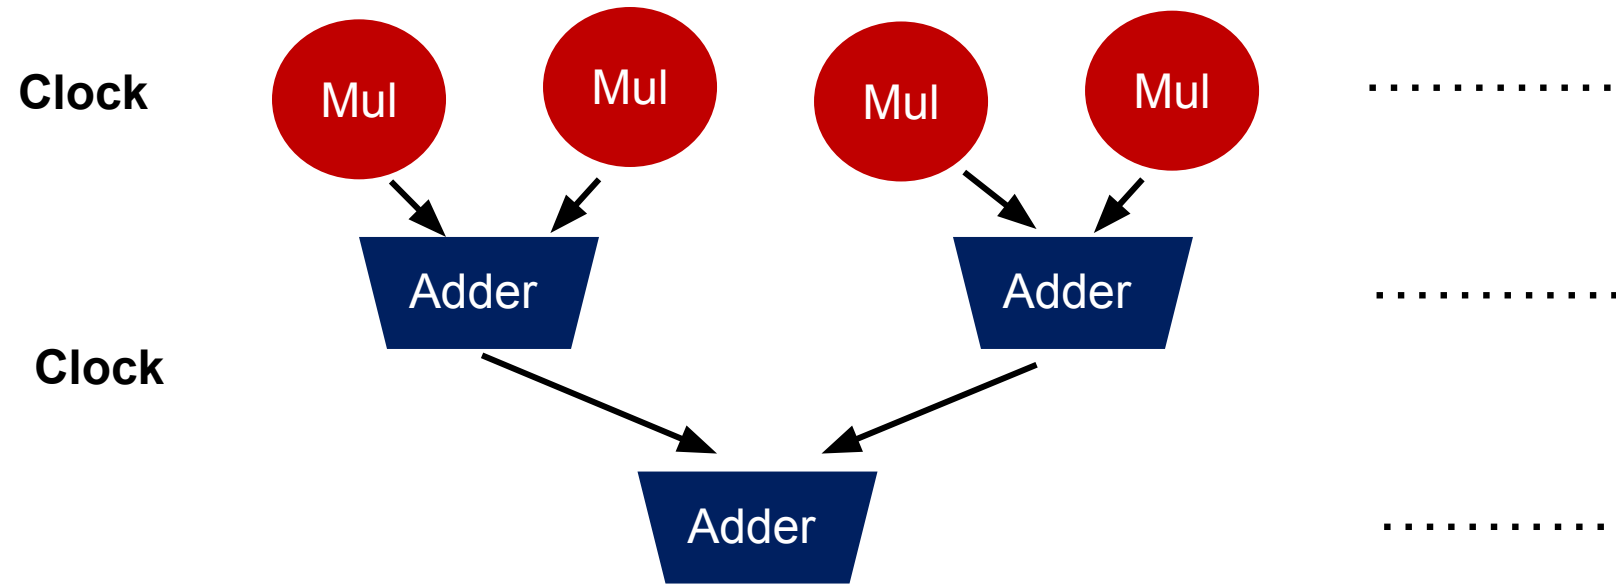 Clock Mul Mul Mul Mul ............
Adder Adder ............
Clock
Adder ...........